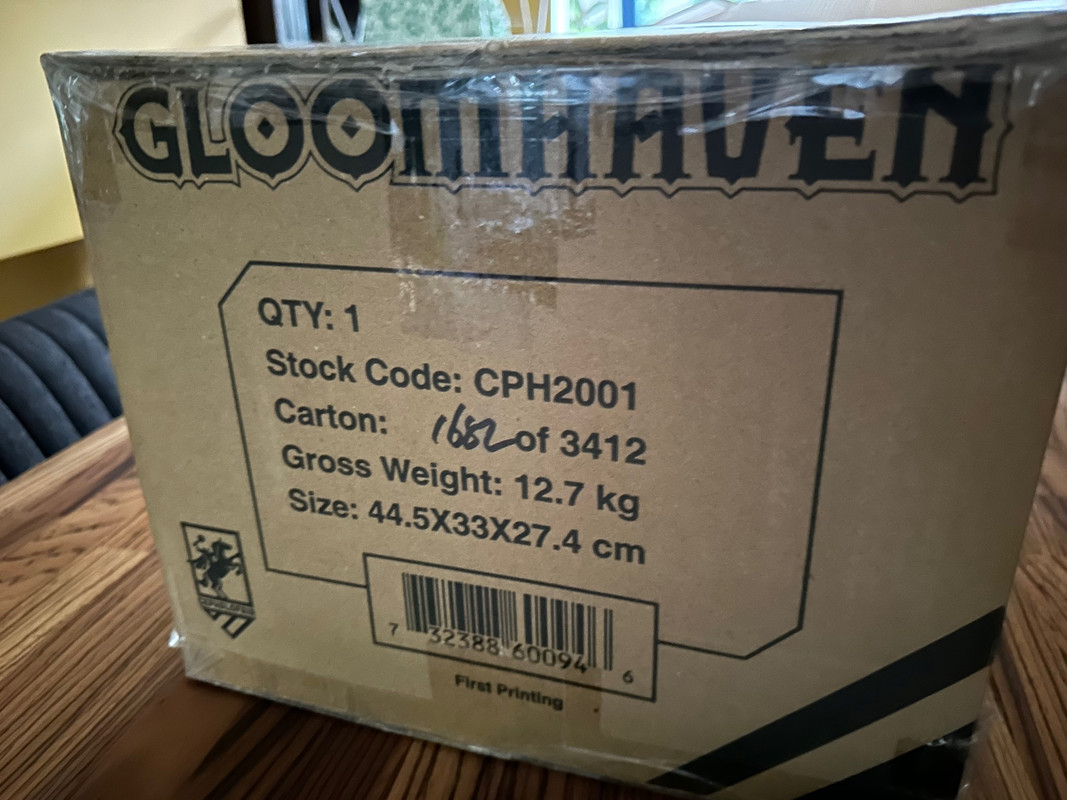 GLOOMHAVEN
QTY: 1
Stock Code: CPH2001
Carton: 1682 of 3412
Gross Weight: 12.7 kg
Size: 44.5X33X27.4 cm
7 32388 60094 6
First Printing